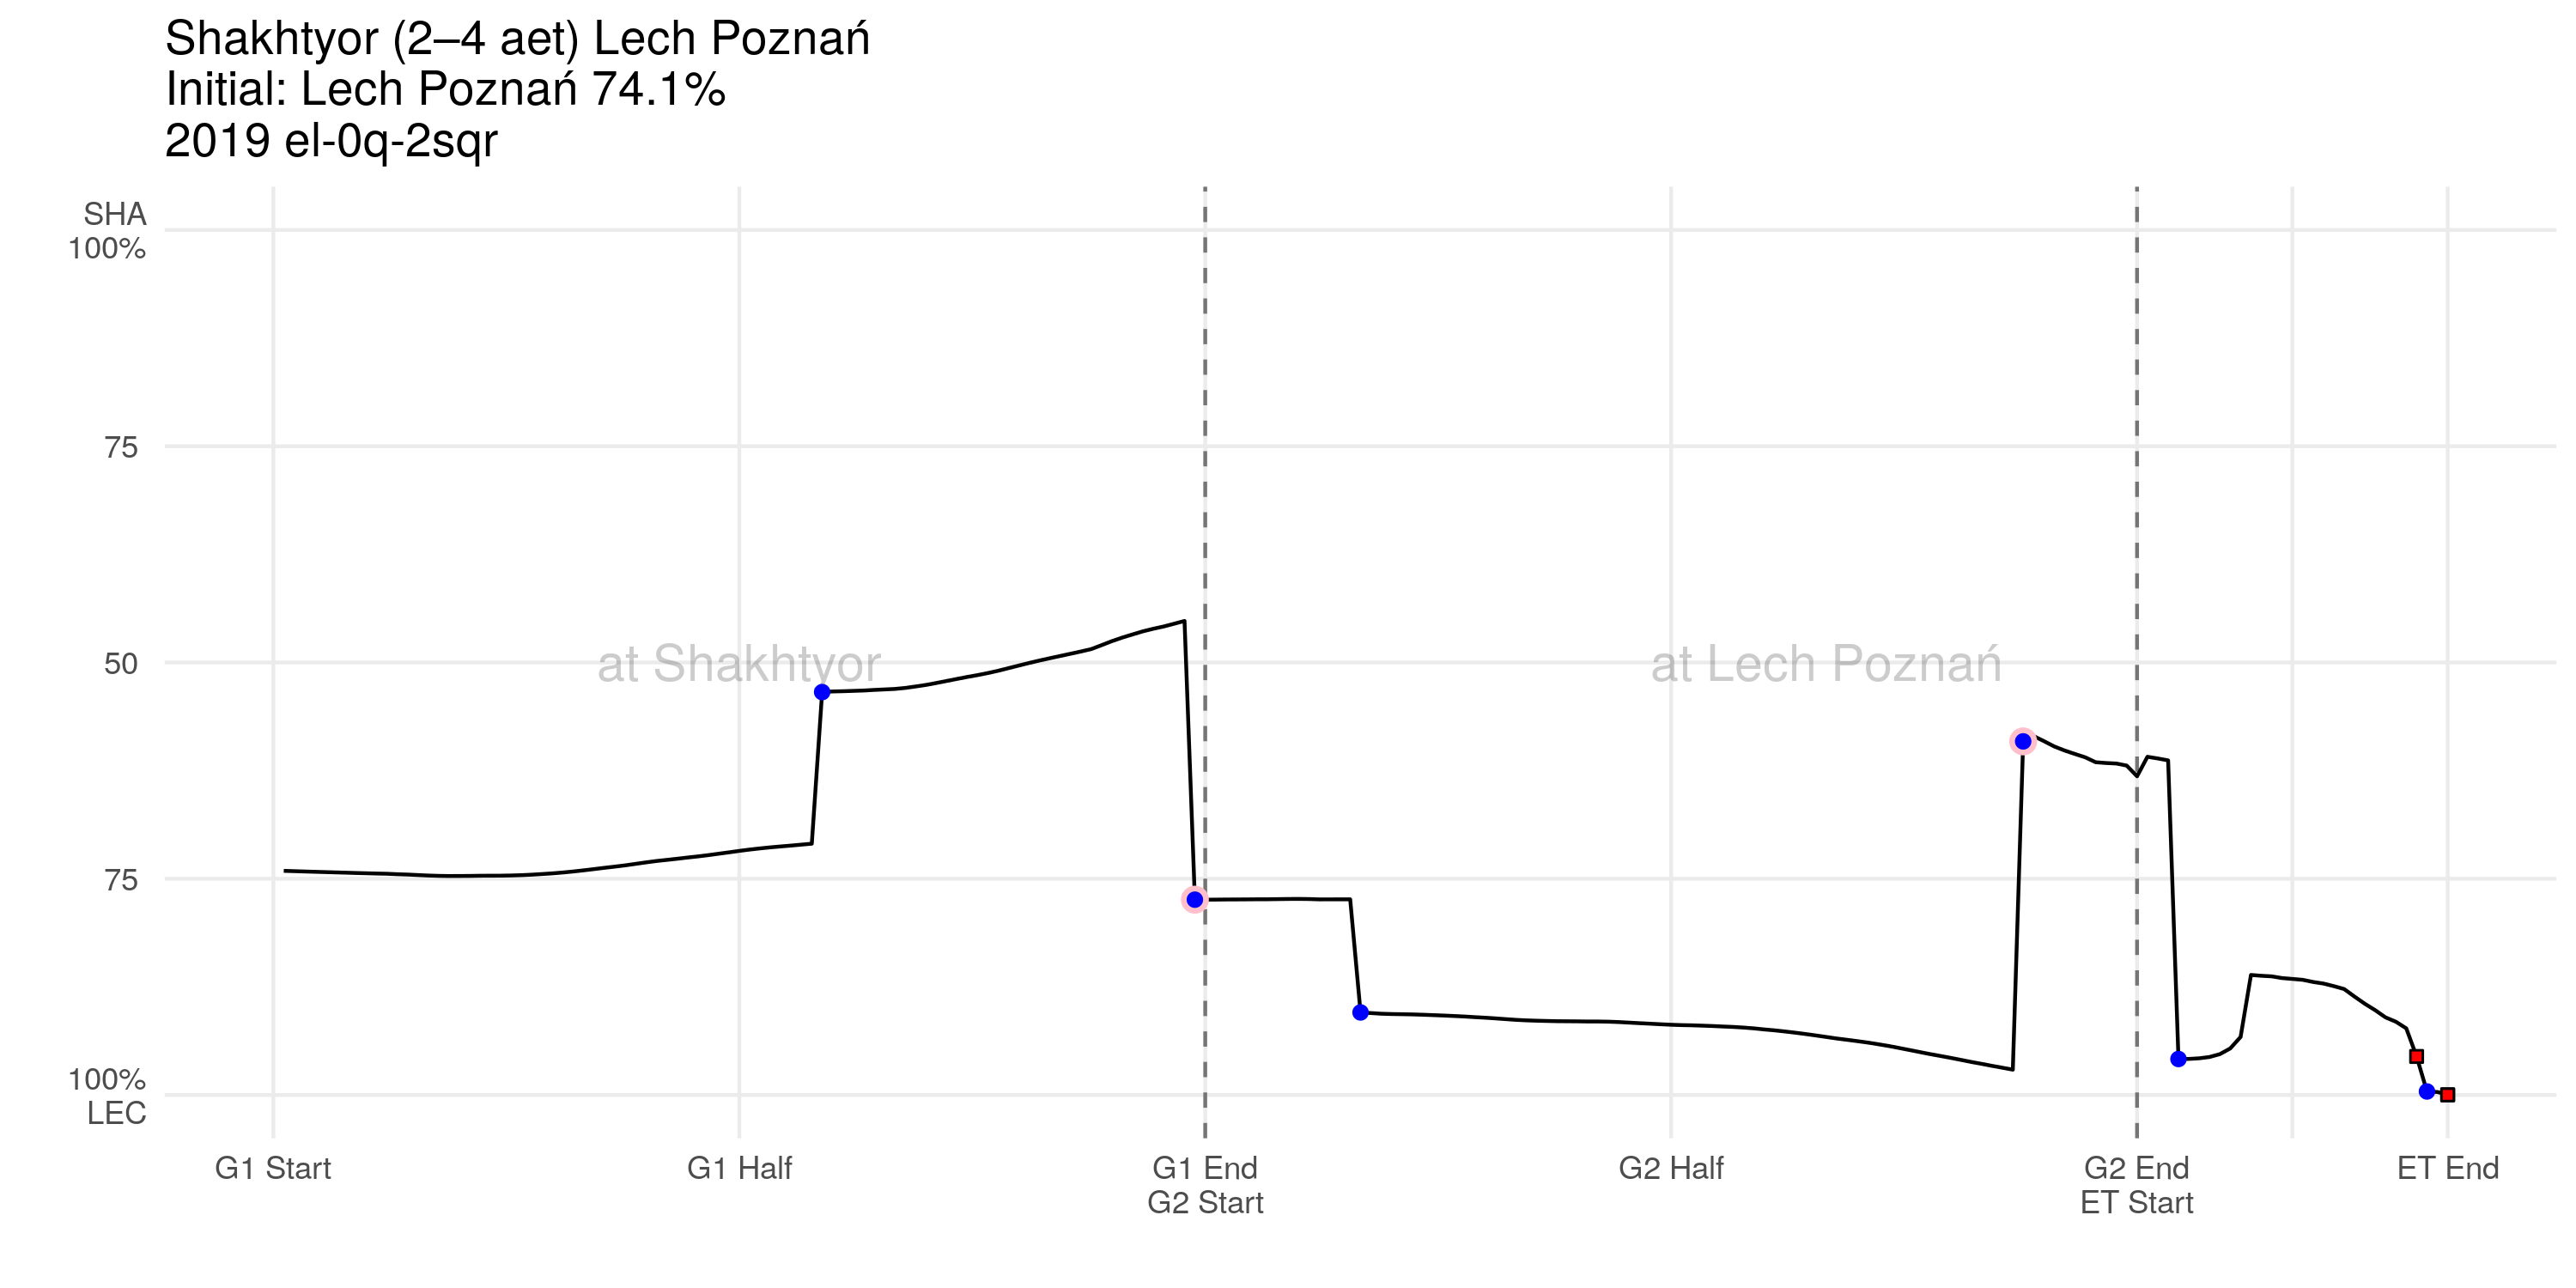 Shakhtyor (2–4 aet) Lech Poznań
Initial: Lech Poznań 74.1%
2019 el-0q-2sqr
SHA
100%
75
50
75
100%
LEC
at Shakhtyor
at Lech Poznań
G1 Start
G1 Half
G1 End
G2 Start
G2 Half
G2 End
ET Start
ET End